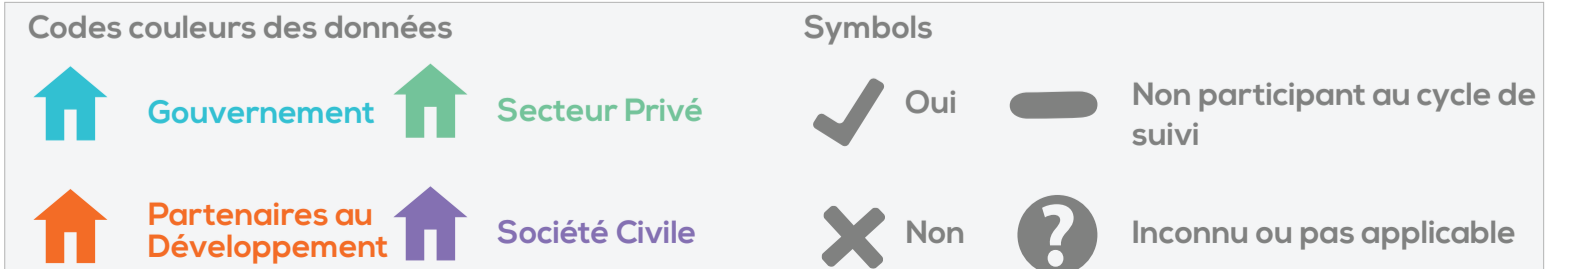 Codes couleurs des données
Gouvernement
Secteur Privé
Partenaires au
Développement
Société Civile
Symbols
Oui
Non participant au cycle de
suivi
Non
?
Inconnu ou pas applicable